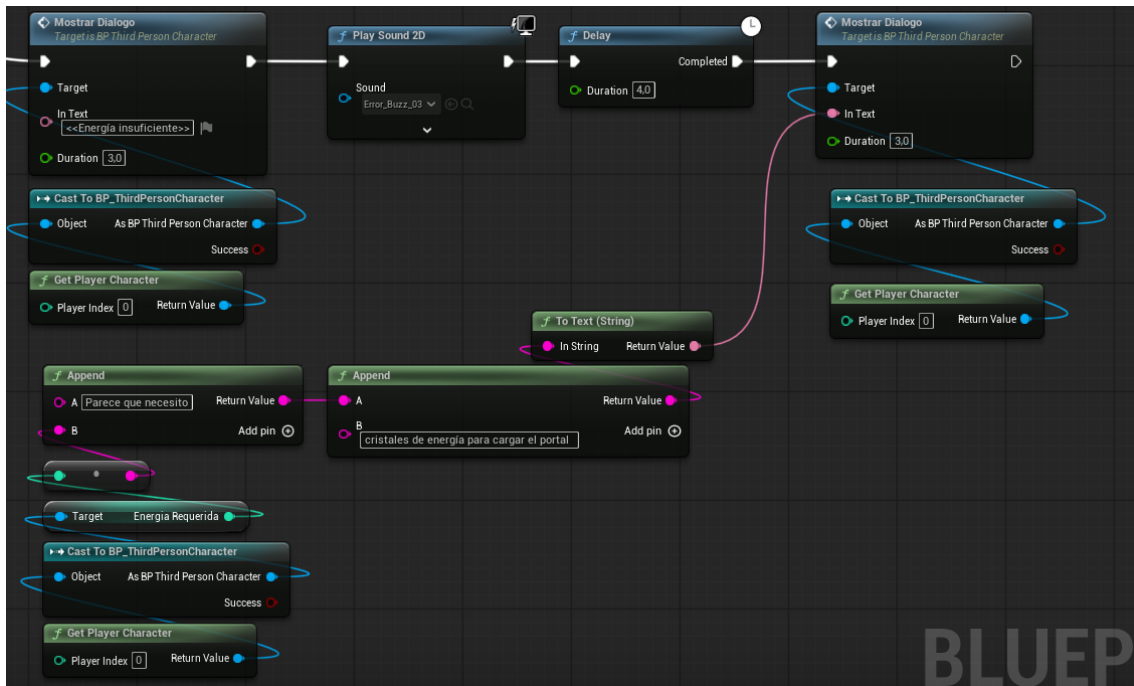 Mostrar Dialogo
Target is BP Third Person Character
Target
In Text
<<Energía insuficiente>>
Duration 3,0
Play Sound 2D
Sound
Error_Buzz_03
Delay
Completed
Duration 4,0
Mostrar Dialogo
Target is BP Third Person Character
Target
In Text
Duration 3,0
Cast To BP_ThirdPersonCharacter
Object As BP Third Person Character
Success
Get Player Character
Player Index 0 Return Value
Cast To BP_ThirdPersonCharacter
Object As BP Third Person Character
Success
Get Player Character
Player Index 0 Return Value
To Text (String)
In String Return Value
Append
A Parece que necesito Return Value
B Add pin
Append
A Return Value
B
cristales de energía para cargar el portal
Add pin
Target Energia Requerida
Cast To BP_ThirdPersonCharacter
Object As BP Third Person Character
Success
Get Player Character
Player Index 0 Return Value
BLUEP